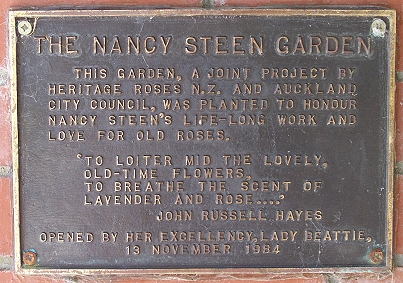 THE NANCY STEEN GARDEN
THIS GARDEN, A JOINT PROJECT BY
HERITAGE ROSES N.Z. AND AUCKLAND
CITY COUNCIL, WAS PLANTED TO HONOUR
NANCY STEEN'S LIFE-LONG WORK AND
LOVE FOR OLD ROSES.
'TO LOITER MID THE LOVELY,
OLD-TIME FLOWERS,
TO BREATHE THE SCENT OF
LAVENDER AND ROSE....'
JOHN RUSSELL HAYES
OPENED BY HER EXCELLENCY, LADY BEATTIE,
13 NOVEMBER 1984